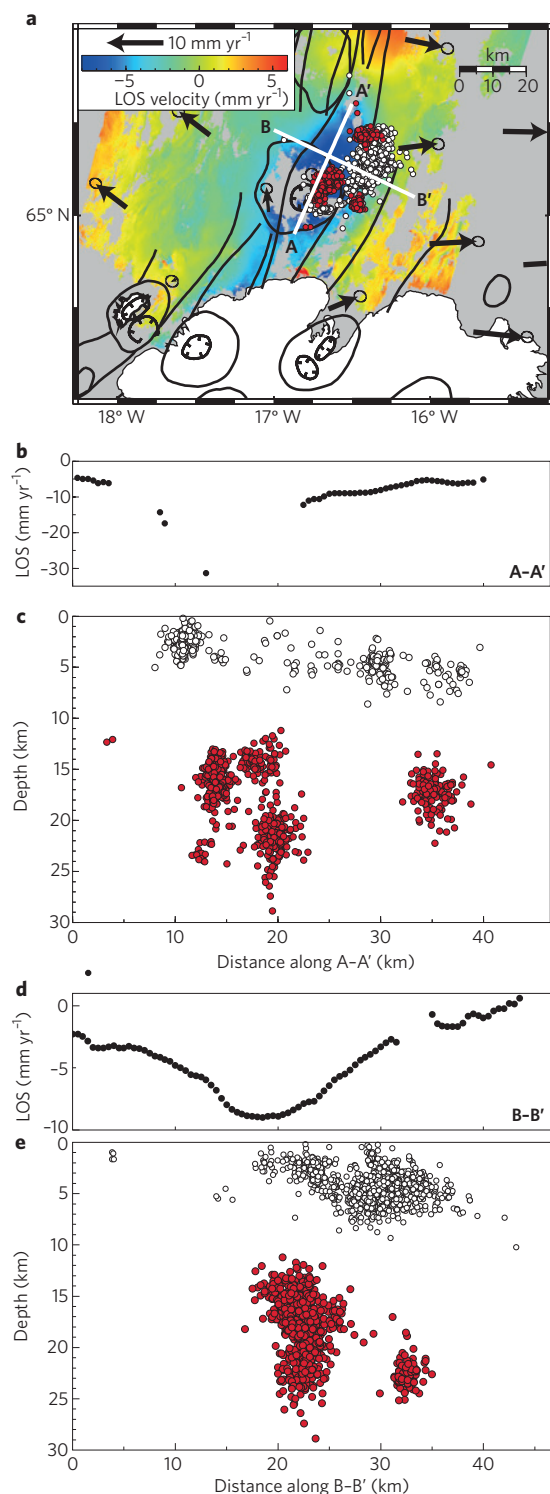 a
10 mm yr⁻¹
−5 0 5
LOS velocity (mm yr⁻¹)
km
0 10 20
A′
B
B′
A
65° N
18° W 17° W 16° W
b
LOS (mm yr⁻¹)
0
−10
−20
−30
A–A′
c
Depth (km)
0
5
10
15
20
25
30
0 10 20 30 40
Distance along A–A′ (km)
d
LOS (mm yr⁻¹)
0
−5
−10
B–B′
e
Depth (km)
0
5
10
15
20
25
30
0 10 20 30 40
Distance along B–B′ (km)